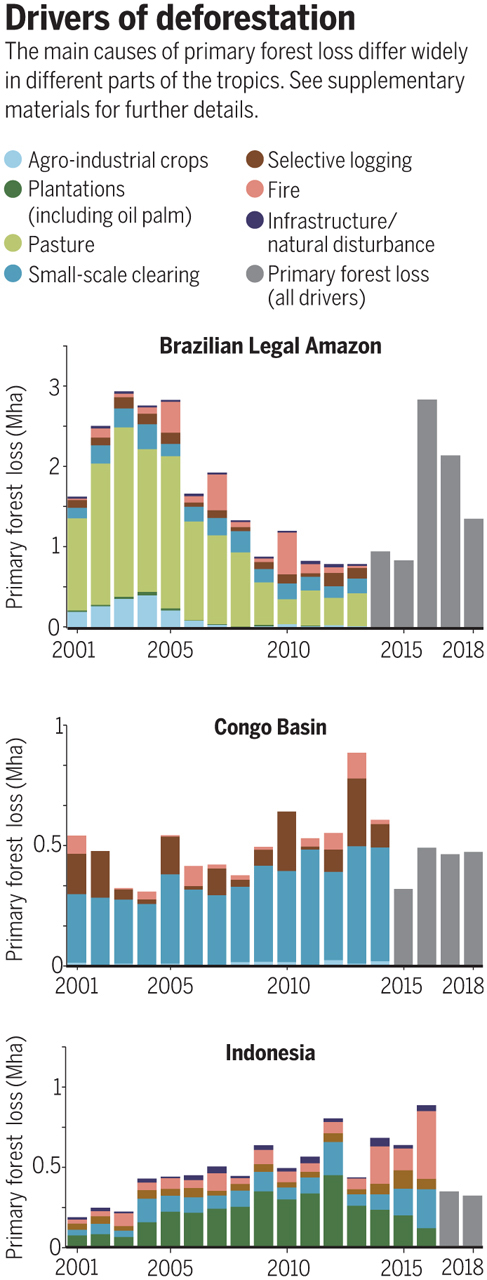 Drivers of deforestation
The main causes of primary forest loss differ widely
in different parts of the tropics. See supplementary
materials for further details.
Agro-industrial crops
Plantations
(including oil palm)
Pasture
Small-scale clearing
Selective logging
Fire
Infrastructure/
natural disturbance
Primary forest loss
(all drivers)
Brazilian Legal Amazon
Primary forest loss (Mha)
3
2
1
0
2001 2005 2010 2015 2018
Congo Basin
Primary forest loss (Mha)
1
0.5
0
2001 2005 2010 2015 2018
Indonesia
Primary forest loss (Mha)
1
0.5
0
2001 2005 2010 2015 2018